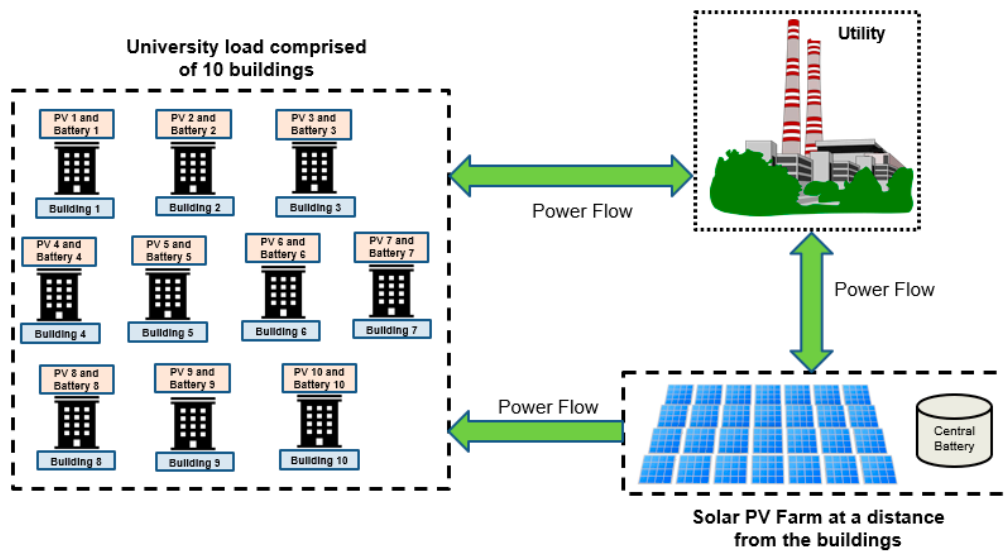 University load comprised
of 10 buildings
Utility
PV 1 and
Battery 1
PV 2 and
Battery 2
PV 3 and
Battery 3
Building 1
Building 2
Building 3
Power Flow
PV 4 and
Battery 4
PV 5 and
Battery 5
PV 6 and
Battery 6
PV 7 and
Battery 7
Building 4
Building 5
Building 6
Building 7
Power Flow
PV 8 and
Battery 8
PV 9 and
Battery 9
PV 10 and
Battery 10
Building 8
Building 9
Building 10
Power Flow
Central
Battery
Solar PV Farm at a distance
from the buildings